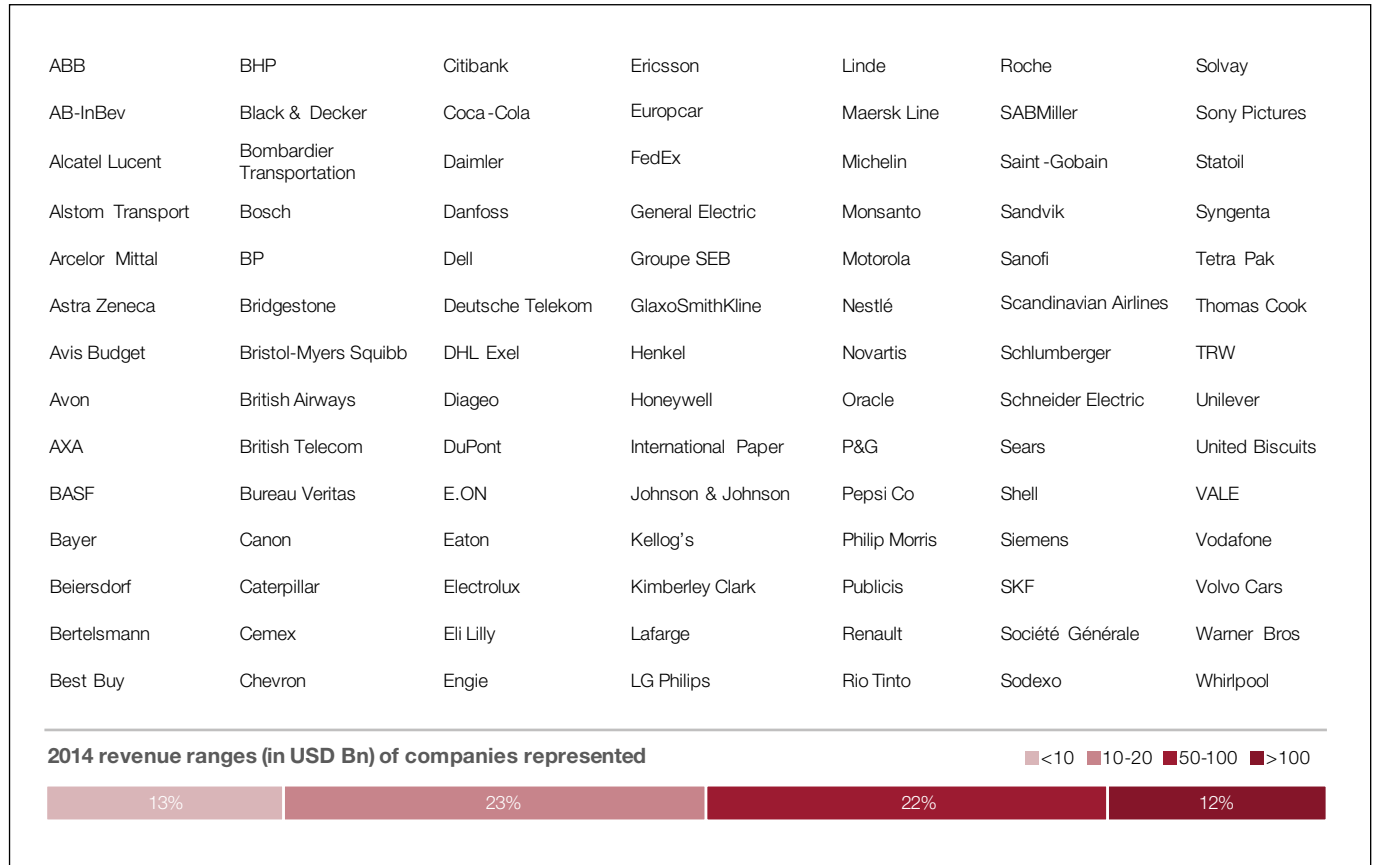 ABB BHP Citibank Ericsson Linde Roche Solvay
AB-InBev Black & Decker Coca-Cola Europcar Maersk Line SABMiller Sony Pictures
Alcatel Lucent Bombardier Transportation Daimler FedEx Michelin Saint-Gobain Statoil
Alstom Transport Bosch Danfoss General Electric Monsanto Sandvik Syngenta
Arcelor Mittal BP Dell Groupe SEB Motorola Sanofi Tetra Pak
Astra Zeneca Bridgestone Deutsche Telekom GlaxoSmithKline Nestlé Scandinavian Airlines Thomas Cook
Avis Budget Bristol-Myers Squibb DHL Exel Henkel Novartis Schlumberger TRW
Avon British Airways Diageo Honeywell Oracle Schneider Electric Unilever
AXA British Telecom DuPont International Paper P&G Sears United Biscuits
BASF Bureau Veritas E.ON Johnson & Johnson Pepsi Co Shell VALE
Bayer Canon Eaton Kellog's Philip Morris Siemens Vodafone
Beiersdorf Caterpillar Electrolux Kimberley Clark Publicis SKF Volvo Cars
Bertelsmann Cemex Eli Lilly Lafarge Renault Société Générale Warner Bros
Best Buy Chevron Engie LG Philips Rio Tinto Sodexo Whirlpool
2014 revenue ranges (in USD Bn) of companies represented <10 10-20 50-100 >100
13% 23% 22% 12%